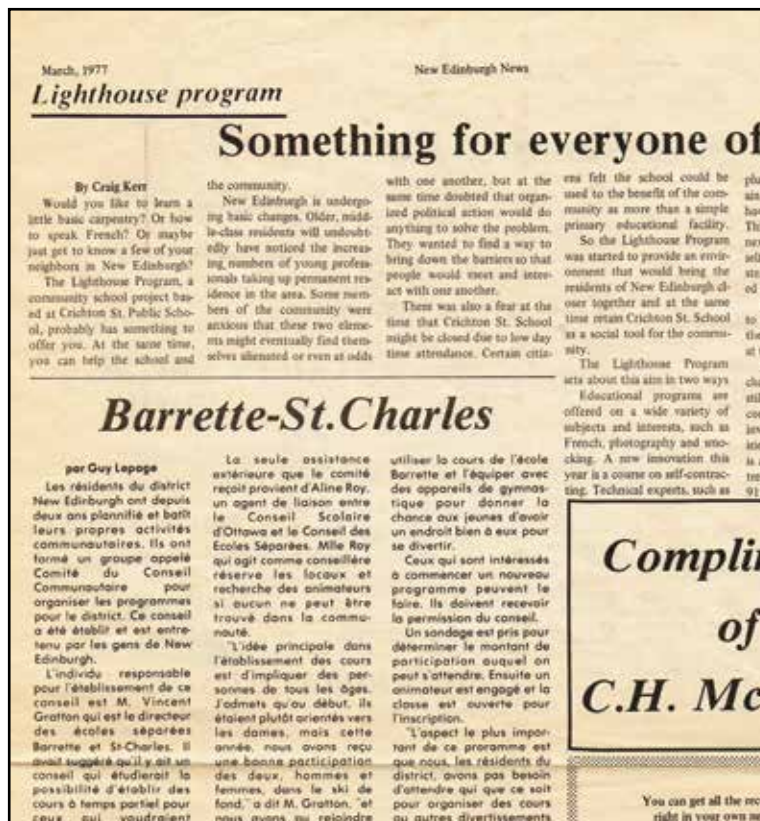 March, 1977
New Edinburgh News
Lighthouse program
Something for everyone of
By Craig Kerr
Would you like to learn a
little basic carpentry? Or how
to speak French? Or maybe
just get to know a few of your
neighbors in New Edinburgh?
The Lighthouse Program, a
community school project bas-
ed at Crichton St. Public Scho-
ol, probably has something to
offer you. At the same time,
you can help the school and
the community.
New Edinburgh is undergo-
ing basic changes. Older, midd-
le-class residents will undoubt-
edly have noticed the increas-
ing numbers of young profess-
ionals taking up permanent res-
idence in the area. Some mem-
bers of the community were
anxious that these two eleme-
nts might eventually find them-
selves alienated or even at odds
with one another, but at the
same time doubted that organ-
ized political action would do
anything to solve the problem.
They wanted to find a way to
bring down the barriers so that
people would meet and inter-
act with one another.
There was also a fear at the
time that Crichton St. School
might be closed due to low day
time attendance. Certain citiz-
ens felt the school could be
used to the benefit of the com-
munity as more than a simple
primary educational facility.
So the Lighthouse Program
was started to provide an envir-
onment that would bring the
residents of New Edinburgh cl-
oser together and at the same
time retain Crichton St. School
as a social tool for the commu-
nity.
The Lighthouse Program
sets about this aim in two ways
Educational programs are
offered on a wide variety of
subjects and interests, such as
French, photography and smo-
cking. A new innovation this
year is a course on self-contrac-
ting. Technical experts, such as
Barrette-St.Charles
par Guy Lepage
Les résidents du district
New Edinburgh ont depuis
deux ans plannifié et batît
leurs propres activités
communautaires. Ils ont
formé un groupe appelé
Comité du Conseil
Communautaire pour
organiser les programmes
pour le district. Ce conseil
a été établit et est entre-
tenu par les gens de New
Edinburgh.
L'individu responsable
pour l'établissement de ce
conseil est M. Vincent
Gratton qui est le directeur
des écoles séparées
Barrette et St-Charles. Il
avait suggéré qu'il y ait un
conseil qui étudierait la
possibilité d'établir des
cours à temps partiel pour
ceux qui voudraient
La seule assistance
extérieure que le comité
reçoit provient d'Aline Roy,
un agent de liaison entre
le Conseil Scolaire
d'Ottawa et le Conseil des
Ecoles Séparées. Mlle Roy
qui agit comme conseillère
réserve les locaux et
recherche des animateurs
si aucun ne peut être
trouvé dans la commu-
nauté.
"L'idée principale dans
l'établissement des cours
est d'impliquer des per-
sonnes de tous les âges.
J'admets qu'au début, ils
étaient plutôt orientés vers
les dames, mais cette
année, nous avons reçu
une bonne participation
des deux, hommes et
femmes, dans le ski de
fond," a dit M. Gratton, "et
nous avons pu rejoindre
utiliser la cours de l'école
Barrette et l'équiper avec
des appareils de gymnas-
tique pour donner la
chance aux jeunes d'avoir
un endroit bien à eux pour
se divertir.
Ceux qui sont intéressés
à commencer un nouveau
programme peuvent le
faire. Ils doivent recevoir
la permission du conseil.
Un sondage est pris pour
déterminer le montant de
participation auquel on
peut s'attendre. Ensuite un
animateur est engagé et la
classe est ouverte pour
l'inscription.
"L'aspect le plus impor-
tant de ce proramme est
que nous, les résidents du
district, avons pas besoin
d'attendre qui que ce soit
pour organiser des cours
ou autres divertissements
Complin
of
C.H. Mc
You can get all the rec
right in your own